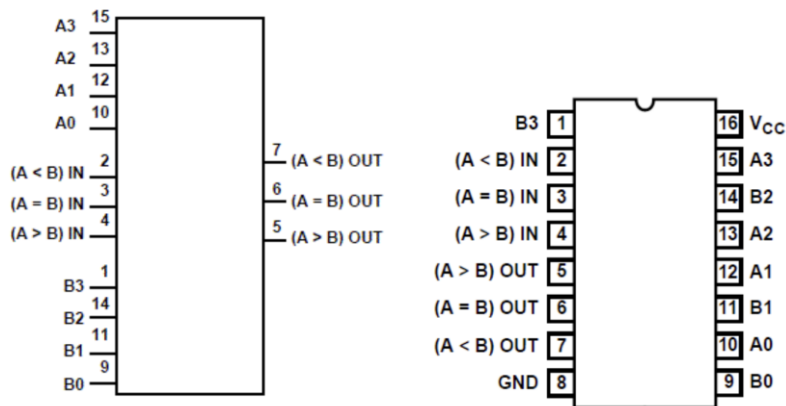 15
A3
13
A2
12
A1
10
A0
2
(A < B) IN
3
(A = B) IN
4
(A > B) IN
1
B3
14
B2
11
B1
9
B0
7
(A < B) OUT
6
(A = B) OUT
5
(A > B) OUT
B3 1 16 VCC
(A < B) IN 2 15 A3
(A = B) IN 3 14 B2
(A > B) IN 4 13 A2
(A > B) OUT 5 12 A1
(A = B) OUT 6 11 B1
(A < B) OUT 7 10 A0
GND 8 9 B0